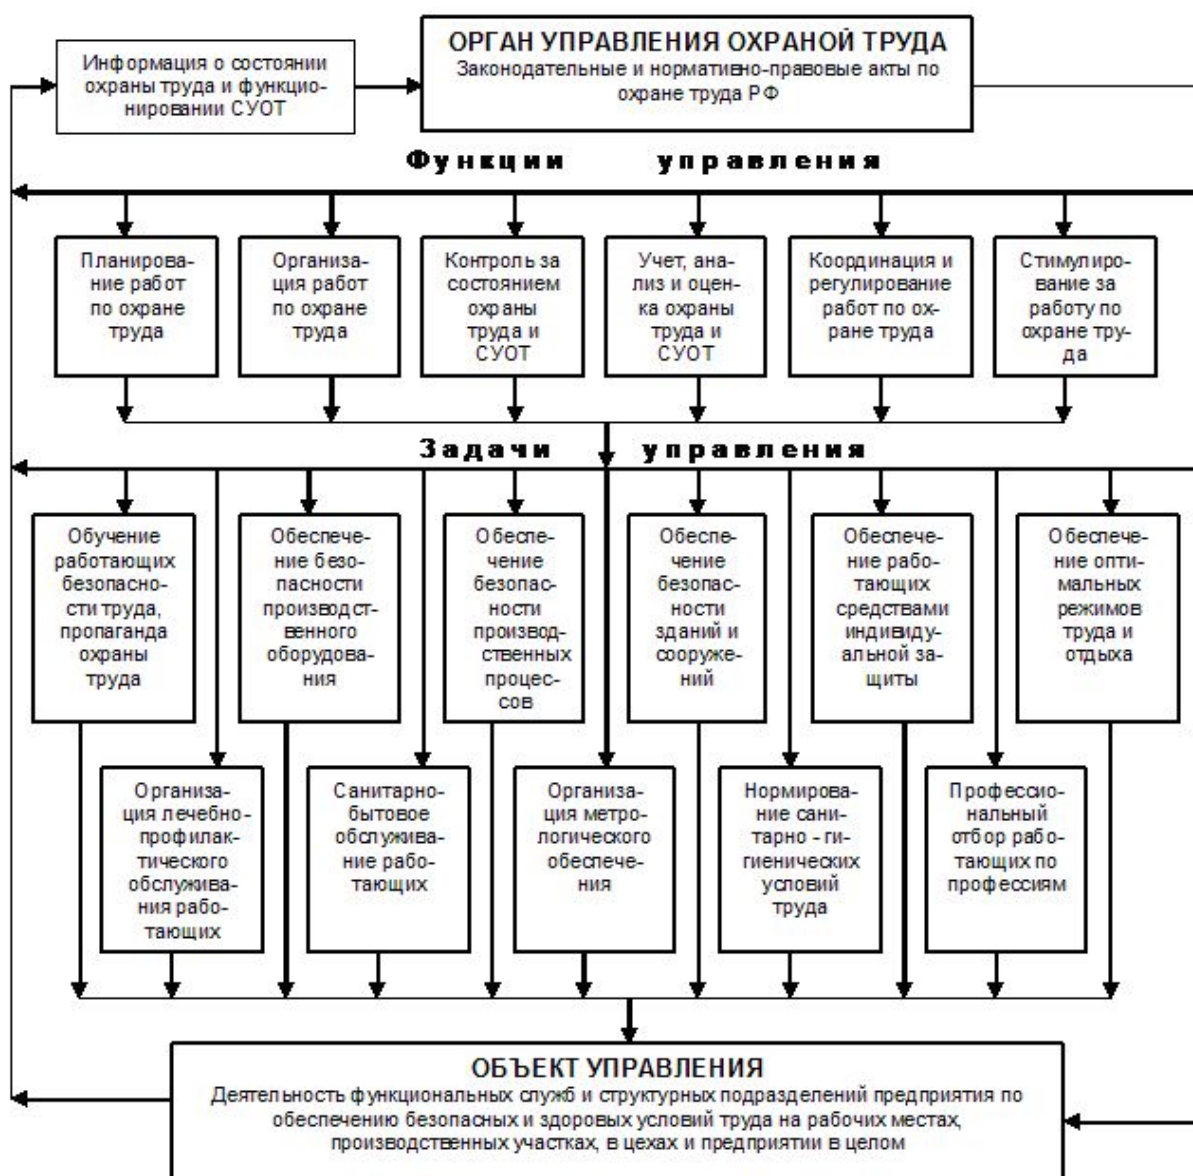 Информация о состоянии
охраны труда и функцио-
нировании СУОТ
ОРГАН УПРАВЛЕНИЯ ОХРАНОЙ ТРУДА
Законодательные и нормативно-правовые акты по
охране труда РФ
Функции управления
Планирова-
ние работ
по охране
труда
Организа-
ция работ
по охране
труда
Контроль за
состоянием
охраны
труда и
СУОТ
Учет, ана-
лиз и оцен-
ка охраны
труда и
СУОТ
Координация и
регулирование
работ по ох-
ране труда
Стимулиро-
вание за
работу по
охране тру-
да
Задачи управления
Обучение
работающих
безопасно-
сти труда,
пропаганда
охраны
труда
Обеспече-
ние безо-
пасности
производст-
венного
оборудова-
ния
Обеспе-
чение
безопас-
ности
производ-
ственных
процес-
сов
Обеспе-
чение
безопас-
ности
зданий и
сооруже-
ний
Обеспече-
ние рабо-
тающих
средствами
индивиду-
альной за-
щиты
Обеспече-
ние опти-
мальных
режимов
труда и
отдыха
Организа-
ция лечебно-
профилак-
тического
обслужива-
ния рабо-
тающих
Санитарно-
бытовое
обслужива-
ние рабо-
тающих
Организа-
ция метро-
логического
обеспече-
ния
Нормирова-
ние сани-
тарно - ги-
гиенических
условий
труда
Профессио-
нальный
отбор рабо-
тающих по
профессиям
ОБЪЕКТ УПРАВЛЕНИЯ
Деятельность функциональных служб и структурных подразделений предприятия по
обеспечению безопасных и здоровых условий труда на рабочих местах,
производственных участках, в цехах и предприятии в целом